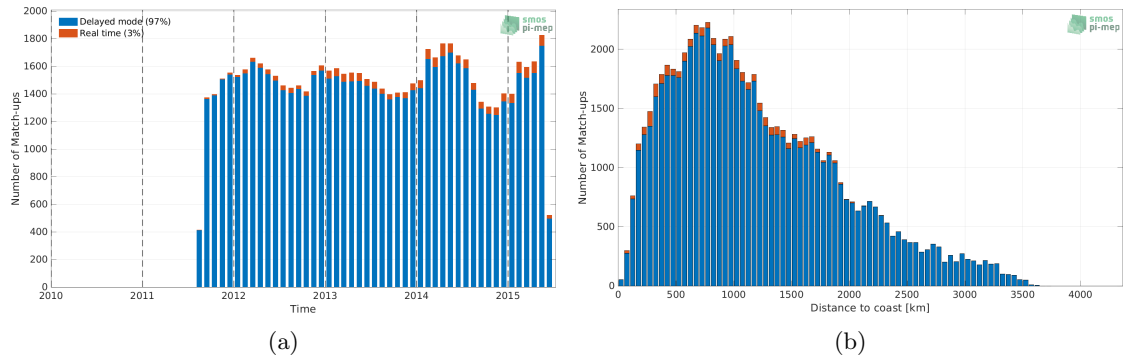 Delayed mode (97%)
Real time (3%)
smos
pi-mep
Number of Match-ups
2000
1800
1600
1400
1200
1000
800
600
400
200
0
2010
2011
2012
2013
2014
2015
Time
(a)
smos
pi-mep
Number of Match-ups
2000
1500
1000
500
0
0
500
1000
1500
2000
2500
3000
3500
4000
Distance to coast [km]
(b)